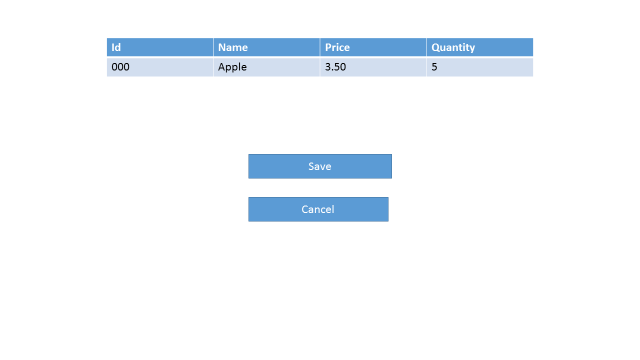 Id Name Price Quantity
000 Apple 3.50 5
Save
Cancel